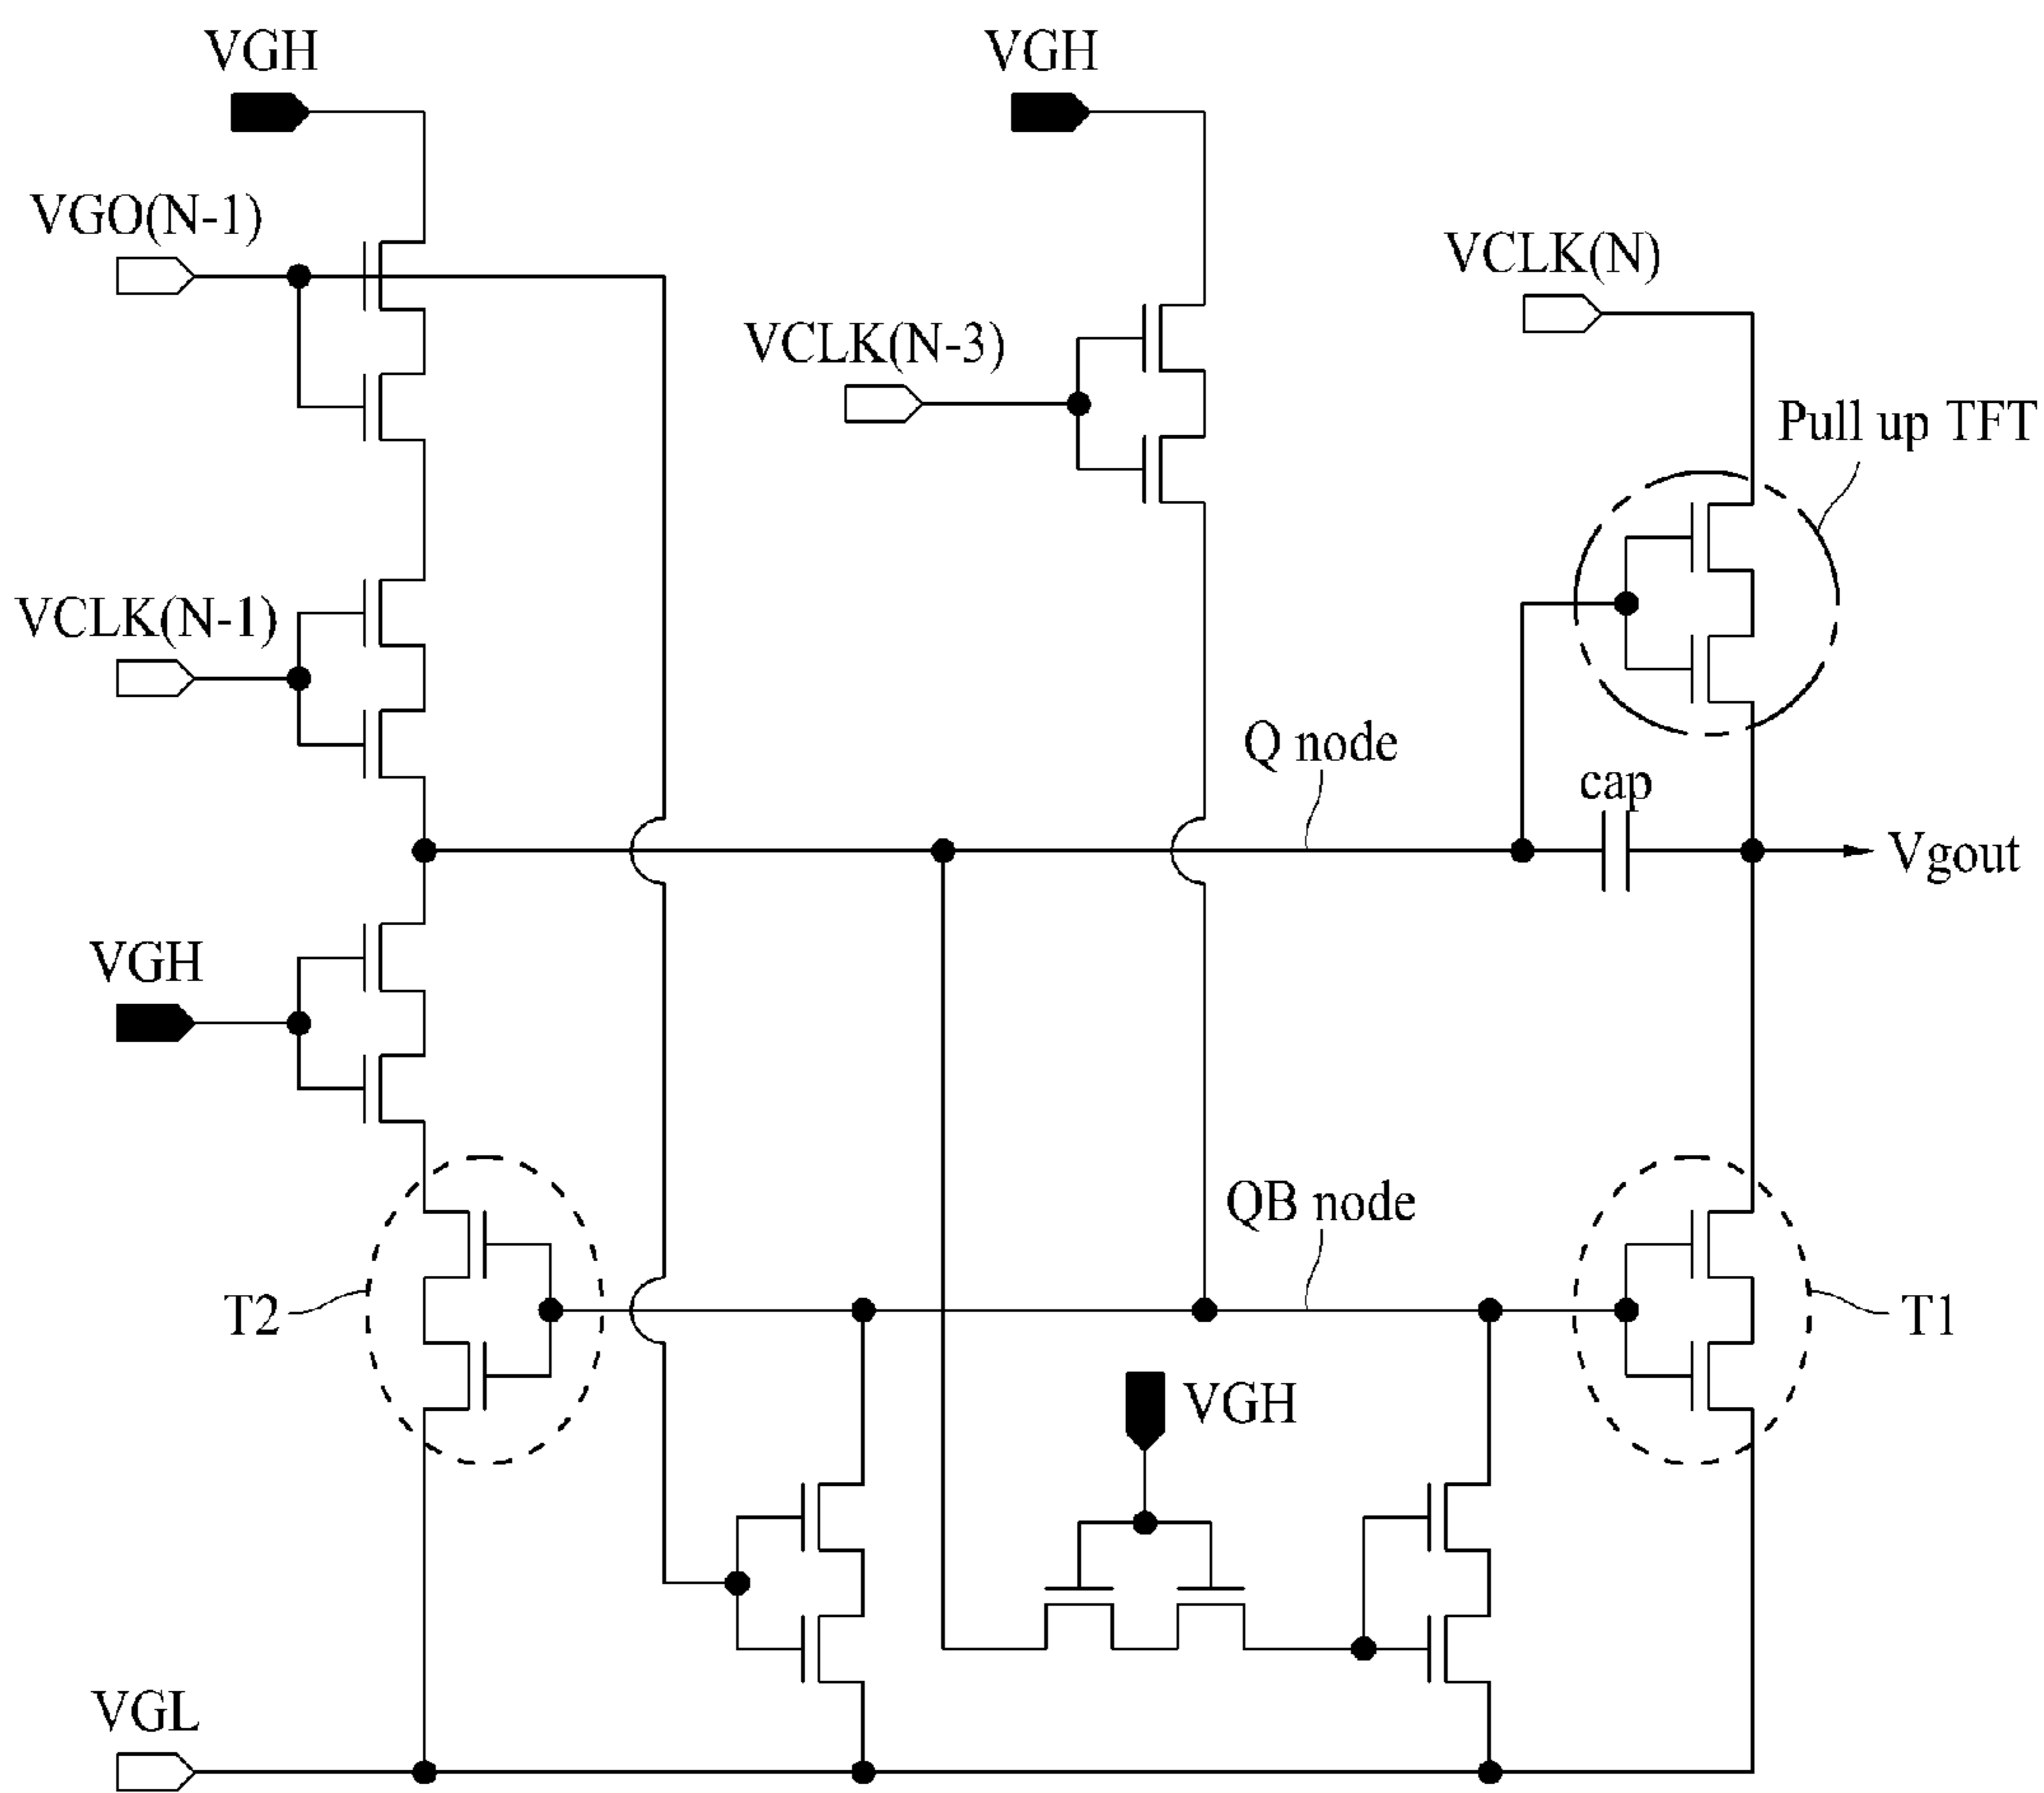 VGH
VGH
VGO(N-1)
VCLK(N)
VCLK(N-3)
Pull up TFT
VCLK(N-1)
Q node
cap
Vgout
VGH
QB node
T2
T1
VGH
VGL